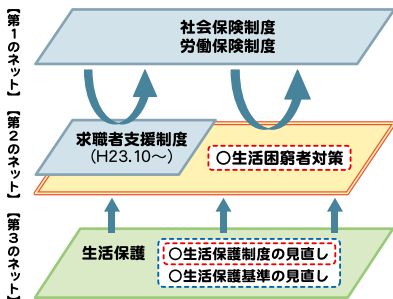 【第1のネット】
社会保険制度
労働保険制度
【第2のネット】
求職者支援制度
（H23.10～）
○生活困窮者対策
【第3のネット】
生活保護
○生活保護制度の見直し
○生活保護基準の見直し